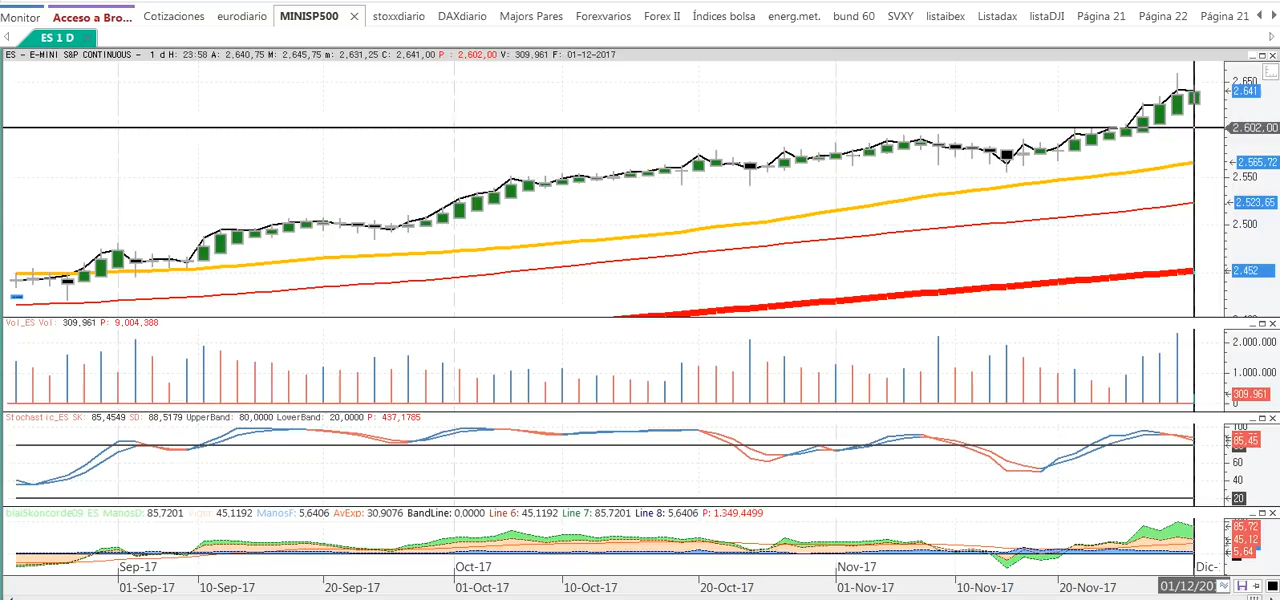 Monitor Acceso a Bro... Cotizaciones eurodiario MINISP500 stoxxdiario DAXdiario Majors Pares Forexvarios Forex II Índices bolsa energ.met. bund 60 SVXY listaibex Listadax listaDJI Página 21 Página 22 Página 21
ES 1 D
ES - E-MINI S&P CONTINUOUS - 1 d H: 23:58 A: 2,640,75 M: 2,645,75 m: 2,631,25 C: 2,641,00 P : 2,602,00 V: 309,961 F: 01-12-2017
2.650
2.641
2.602,00
2.565,72
2.550
2.523,65
2.500
2.452
Vol_ES Vol: 309,961 P: 9,004,388
2.000.000
1.000.000
309.961
0
Stochastic_ES SK: 85,4549 SD: 88,5179 UpperBand: 80,0000 LowerBand: 20,0000 P: 437,1785
100
85,45
60
40
20
blai5koncorde09 ES ManosD: 85.7201 45.1192 ManosF: 5.6406 AvExp: 30.9076 BandLine: 0.0000 Line 6: 45.1192 Line 7: 85.7201 Line 8: 5.6406 P: 1.349.4499
85,72
45,12
5,64
Sep-17 Oct-17 Nov-17 Dic-
01-Sep-17 10-Sep-17 20-Sep-17 01-Oct-17 10-Oct-17 20-Oct-17 01-Nov-17 10-Nov-17 20-Nov-17 01/12/201